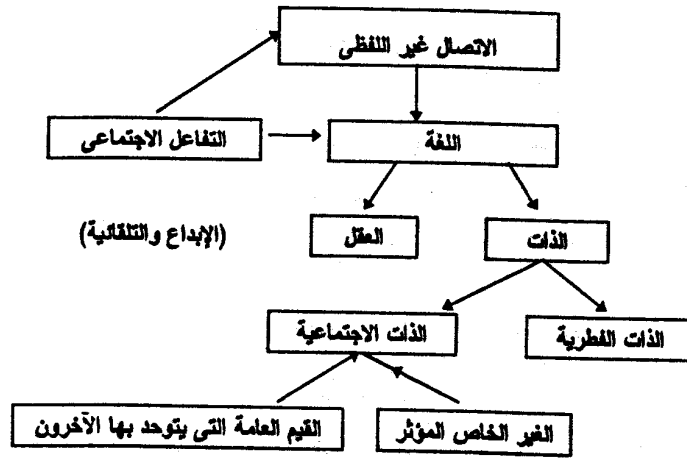 الاتصال غير اللفظى
التفاعل الاجتماعى
اللغة
الذات
العقل
(الإبداع والتلقائية)
الذات الفطرية
الذات الاجتماعية
الغير الخاص المؤثر
القيم العامة التى يتوحد بها الآخرون